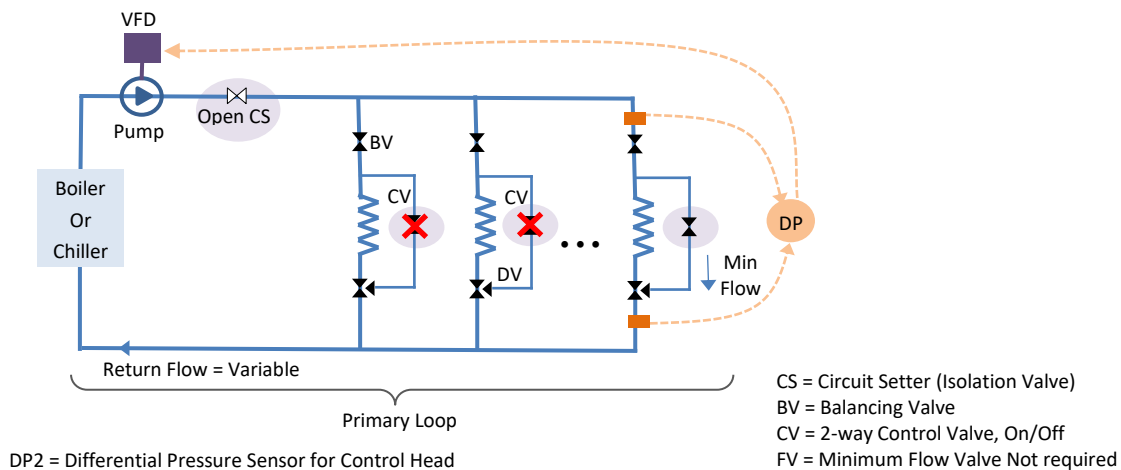 VFD
Pump
Open CS
BV
CV
CV
Boiler
Or
Chiller
DP
DV
Min
Flow
Return Flow = Variable
Primary Loop
CS = Circuit Setter (Isolation Valve)
BV = Balancing Valve
CV = 2-way Control Valve, On/Off
FV = Minimum Flow Valve Not required
DP2 = Differential Pressure Sensor for Control Head